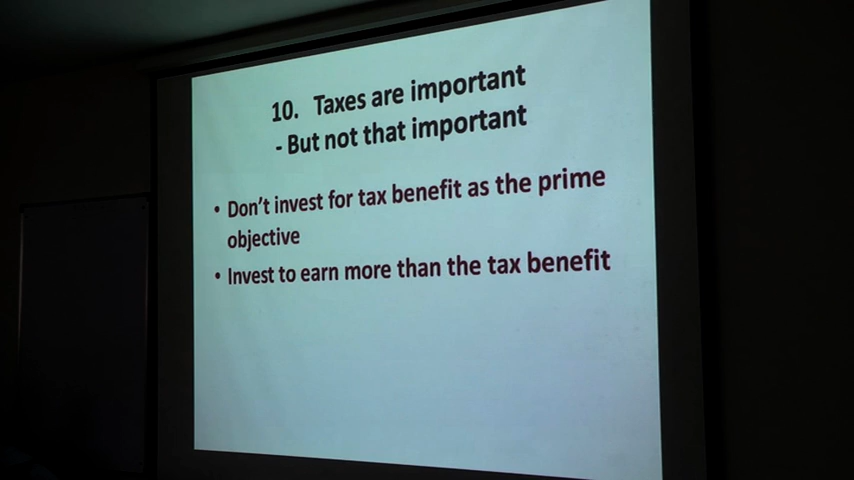 10. Taxes are important
- But not that important
• Don't invest for tax benefit as the prime
objective
• Invest to earn more than the tax benefit